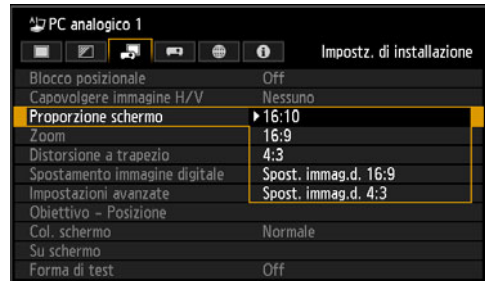 PC analogico 1
Impostz. di installazione
Blocco posizionale Off
Capovolgere immagine H/V Nessuno
Proporzione schermo 16:10
Zoom 16:9
Distorsione a trapezio 4:3
Spostamento immagine digitale Spost. immag.d. 16:9
Impostazioni avanzate Spost. immag.d. 4:3
Obiettivo – Posizione
Col. schermo Normale
Su schermo
Forma di test Off